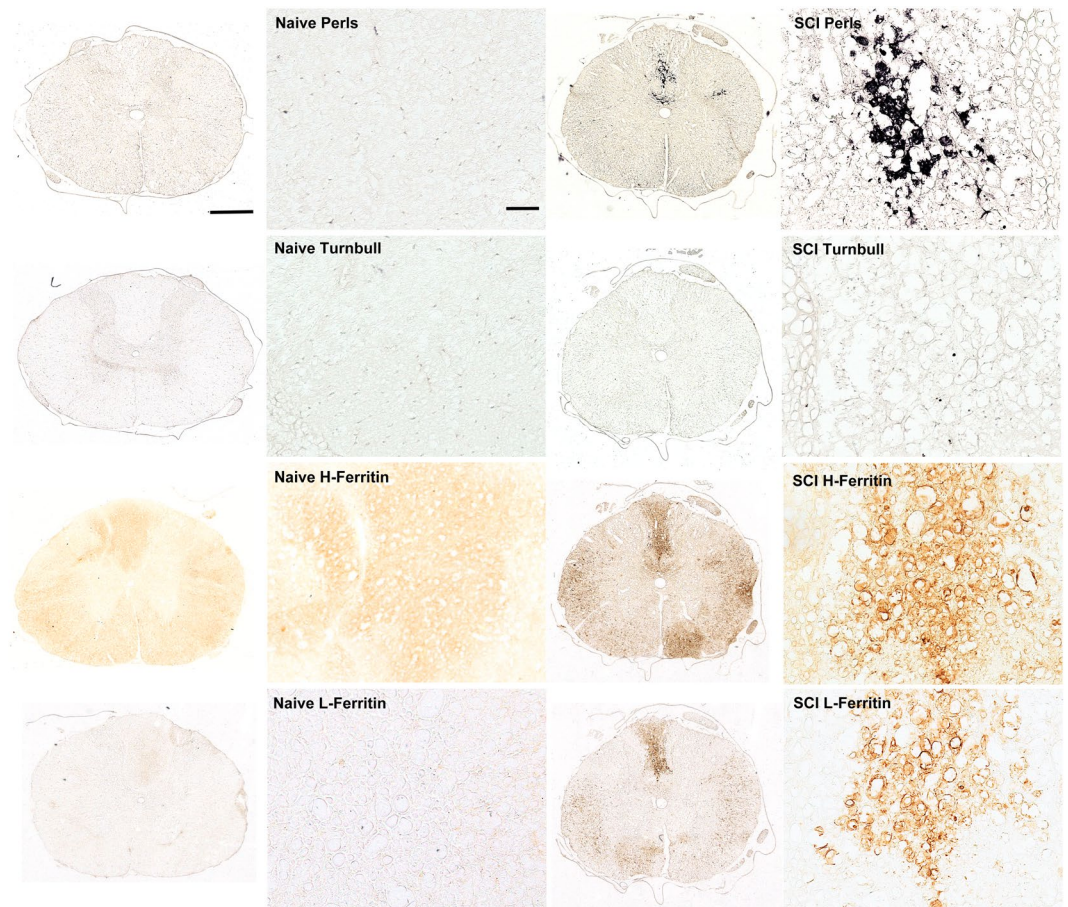 Naive Perls
SCI Perls
Naive Turnbull
SCI Turnbull
Naive H-Ferritin
SCI H-Ferritin
Naive L-Ferritin
SCI L-Ferritin